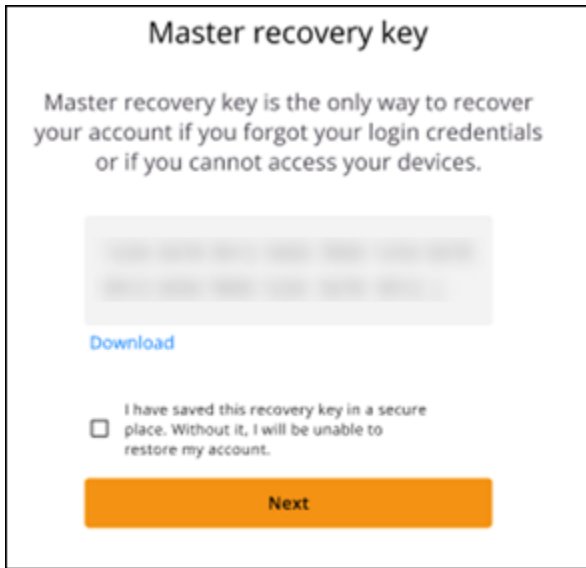 Master recovery key
Master recovery key is the only way to recover
your account if you forgot your login credentials
or if you cannot access your devices.
Download
I have saved this recovery key in a secure
place. Without it, I will be unable to
restore my account.
Next